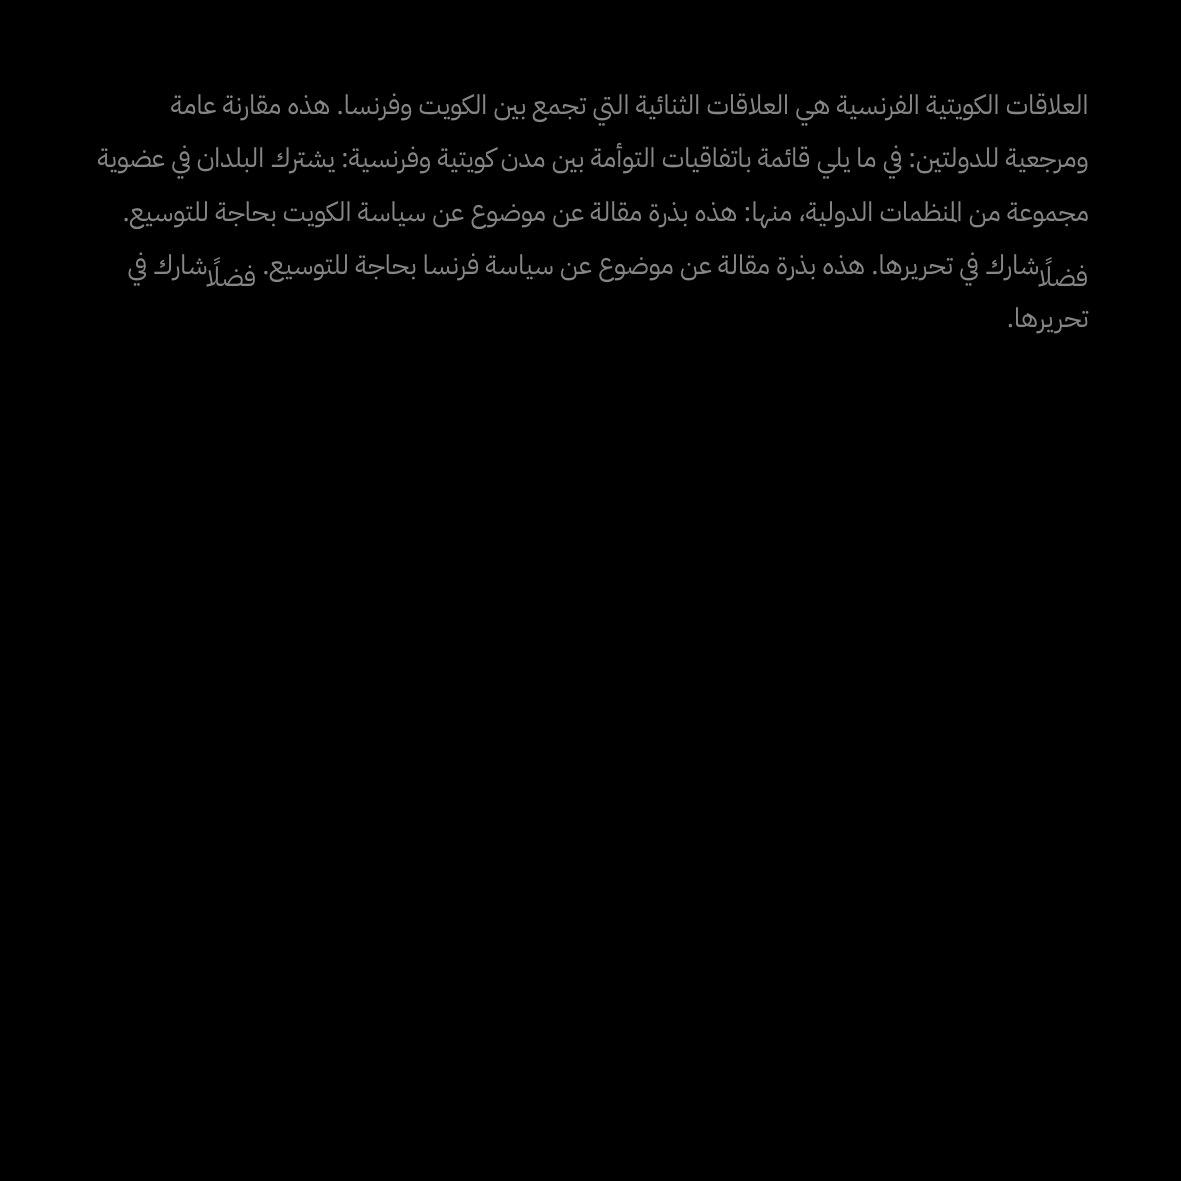 العلاقات الكويتية الفرنسية هي العلاقات الثنائية التي تجمع بين الكويت وفرنسا. هذه مقارنة عامة
ومرجعية للدولتين: في ما يلي قائمة باتفاقيات التوأمة بين مدن كويتية وفرنسية: يشترك البلدان في عضوية
مجموعة من المنظمات الدولية، منها: هذه بذرة مقالة عن موضوع عن سياسة الكويت بحاجة للتوسيع.
فضلًا شارك في تحريرها. هذه بذرة مقالة عن موضوع عن سياسة فرنسا بحاجة للتوسيع. فضلًا شارك في
تحريرها.